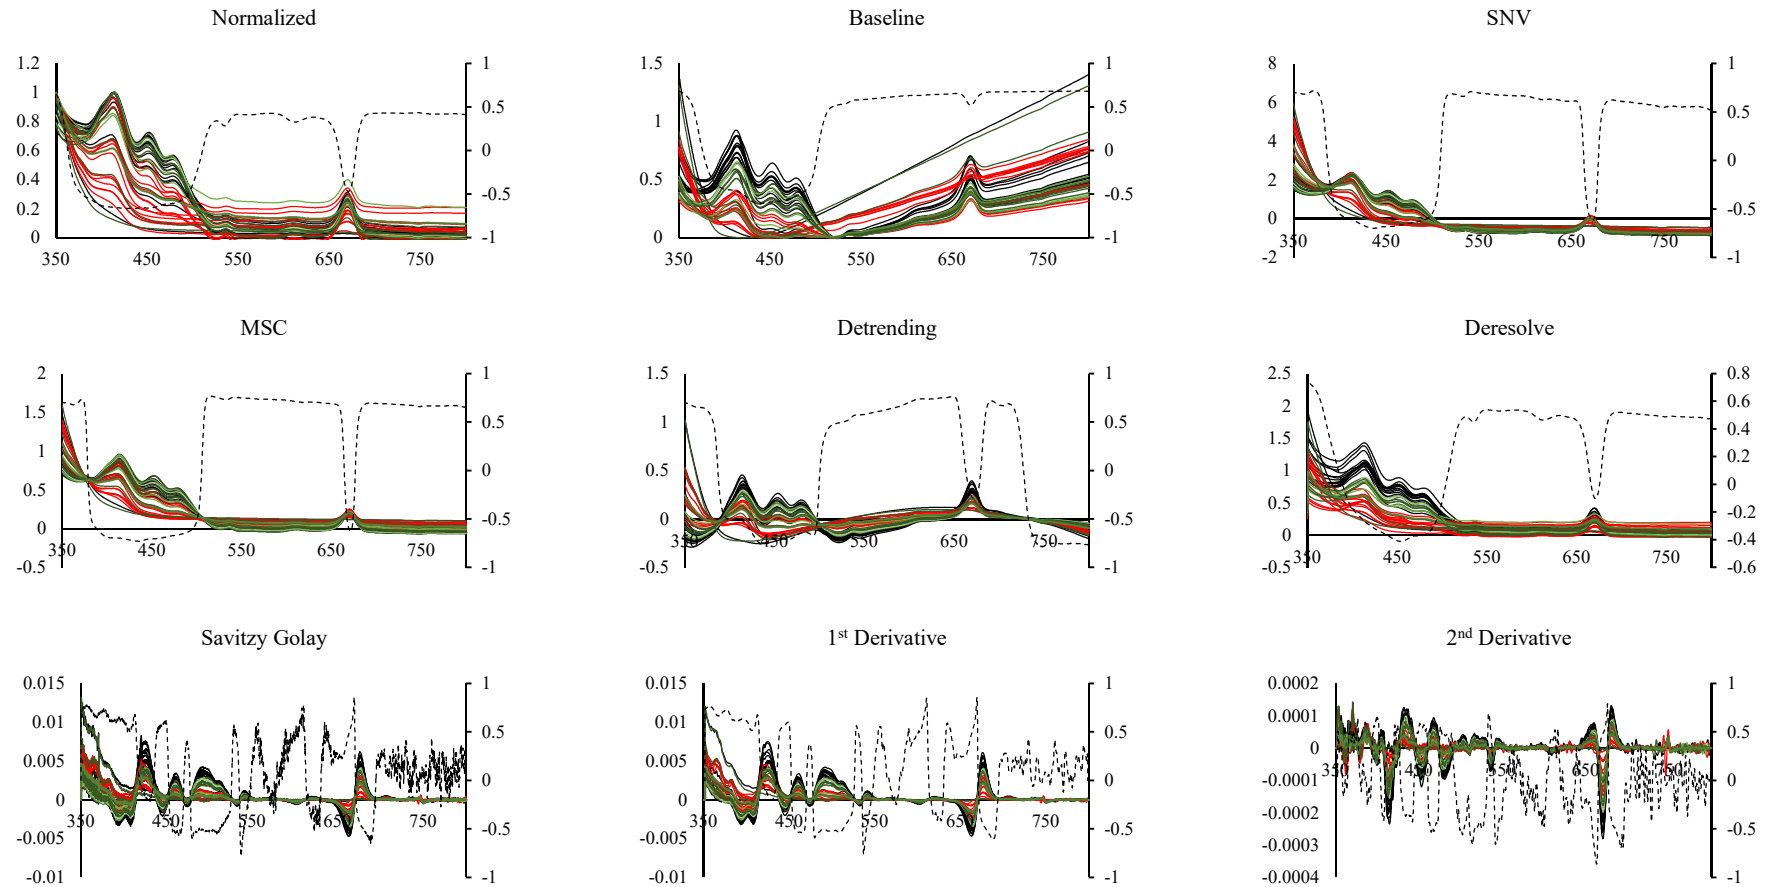 Normalized Baseline SNV
1.2 1 0.8 0.6 0.4 0.2 0
1 0.5 0 -0.5 -1
350 450 550 650 750
1.5 1 0.5 0
1 0.5 0 -0.5 -1
350 450 550 650 750
8 6 4 2 0 -2
1 0.5 0 -0.5 -1
350 450 550 650 750
MSC Detrending Deresolve
2 1.5 1 0.5 0 -0.5
1 0.5 0 -0.5 -1
350 450 550 650 750
1.5 1 0.5 0 -0.5
1 0.5 0 -0.5 -1
350 450 550 650 750
2.5 2 1.5 1 0.5 0 -0.5
0.8 0.6 0.4 0.2 0 -0.2 -0.4 -0.6
350 450 550 650 750
Savitzy Golay 1st Derivative 2nd Derivative
0.015 0.01 0.005 0 -0.005 -0.01
1 0.5 0 -0.5 -1
350 450 550 650 750
0.015 0.01 0.005 0 -0.005 -0.01
1 0.5 0 -0.5 -1
350 450 550 650 750
0.0002 0.0001 0 -0.0001 -0.0002 -0.0003 -0.0004
1 0.5 0 -0.5 -1
350 450 550 650 750